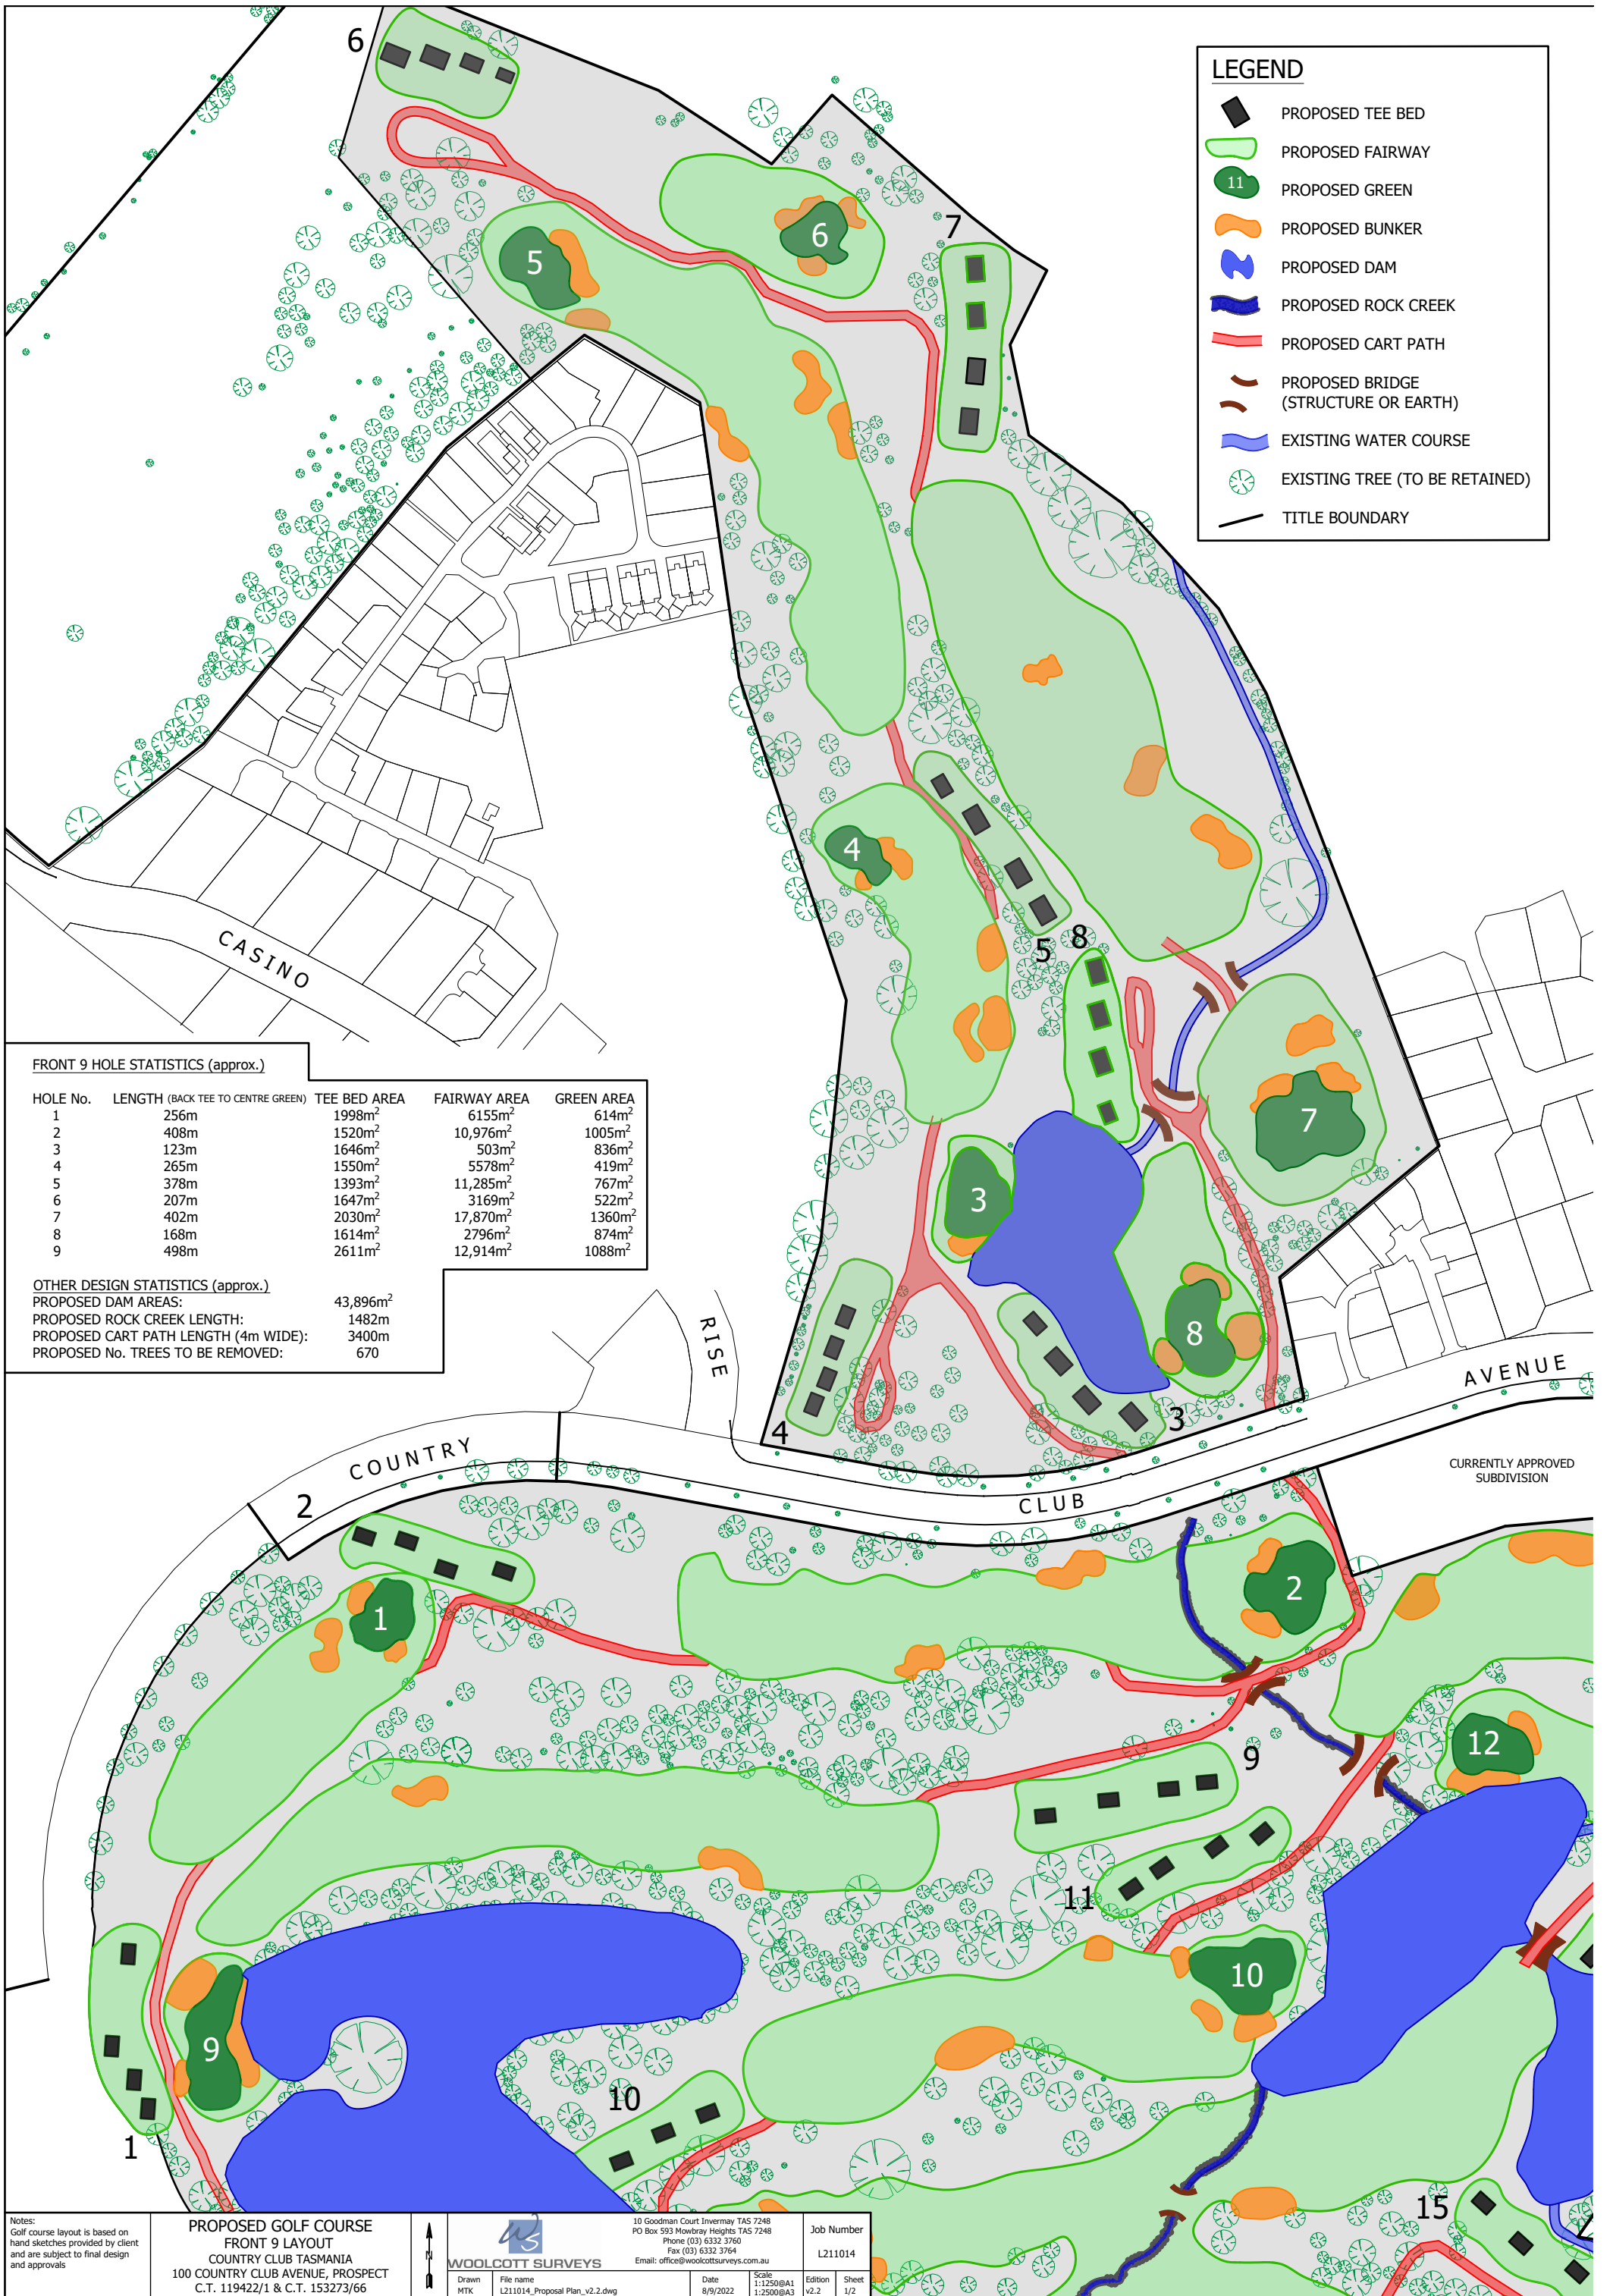 6
LEGEND
PROPOSED TEE BED
PROPOSED FAIRWAY
11 PROPOSED GREEN
PROPOSED BUNKER
PROPOSED DAM
PROPOSED ROCK CREEK
PROPOSED CART PATH
PROPOSED BRIDGE
(STRUCTURE OR EARTH)
EXISTING WATER COURSE
EXISTING TREE (TO BE RETAINED)
TITLE BOUNDARY
7
6
5
4
5 8
CASINO
FRONT 9 HOLE STATISTICS (approx.)
HOLE No. LENGTH (BACK TEE TO CENTRE GREEN) TEE BED AREA FAIRWAY AREA GREEN AREA
1 256m 1998m² 6155m² 614m²
2 408m 1520m² 10,976m² 1005m²
3 123m 1646m² 503m² 836m²
4 265m 1550m² 5578m² 419m²
5 378m 1393m² 11,285m² 767m²
6 207m 1647m² 3169m² 522m²
7 402m 2030m² 17,870m² 1360m²
8 168m 1614m² 2796m² 874m²
9 498m 2611m² 12,914m² 1088m²
OTHER DESIGN STATISTICS (approx.)
PROPOSED DAM AREAS: 43,896m²
PROPOSED ROCK CREEK LENGTH: 1482m
PROPOSED CART PATH LENGTH (4m WIDE): 3400m
PROPOSED No. TREES TO BE REMOVED: 670
7
3
8
RISE
AVENUE
4
3
COUNTRY
CLUB
CURRENTLY APPROVED
SUBDIVISION
2
2
1
12
9
11
10
9
10
1
15
Notes:
Golf course layout is based on
hand sketches provided by client
and are subject to final design
and approvals
PROPOSED GOLF COURSE
FRONT 9 LAYOUT
COUNTRY CLUB TASMANIA
100 COUNTRY CLUB AVENUE, PROSPECT
C.T. 119422/1 & C.T. 153273/66
N
WS
WOOLCOTT SURVEYS
10 Goodman Court Invermay TAS 7248
PO Box 593 Mowbray Heights TAS 7248
Phone (03) 6332 3760
Fax (03) 6332 3764
Email: office@woolcottsurveys.com.au
Job Number
L211014
Drawn
MTK
File name
L211014_Proposal Plan_v2.2.dwg
Date
8/9/2022
Scale
1:1250@A1
1:2500@A3
Edition
v2.2
Sheet
1/2